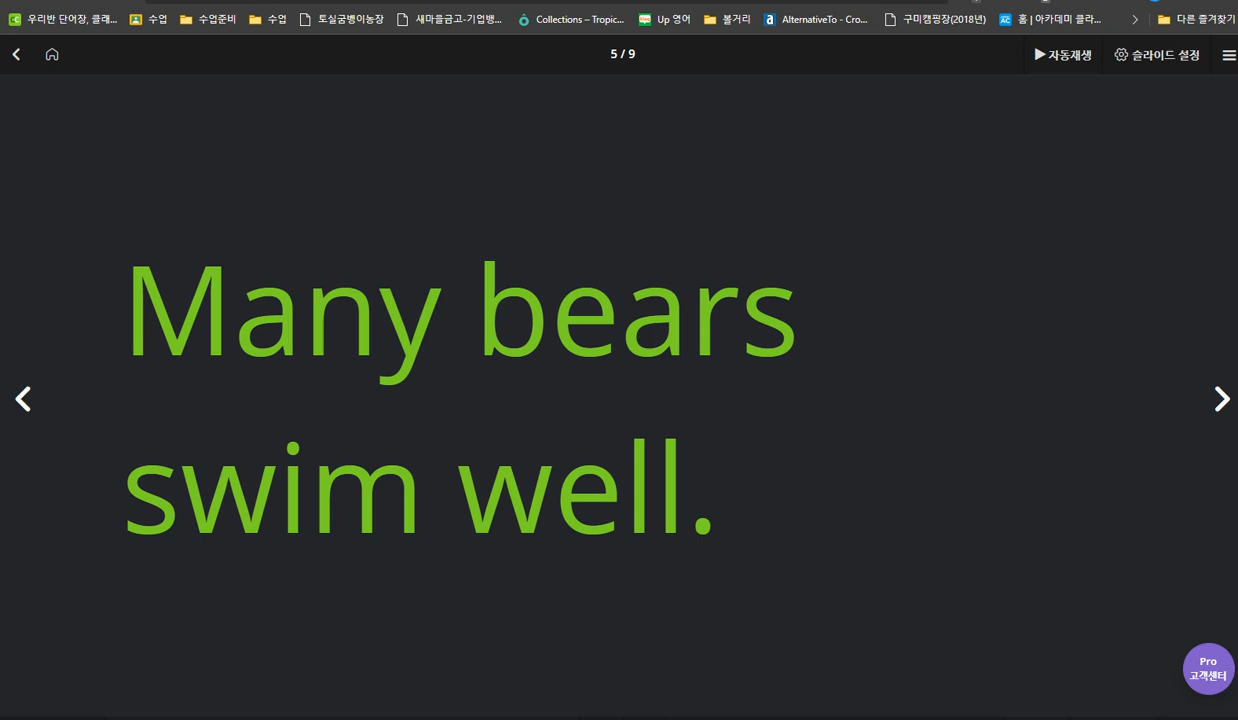 우리반 단어장, 클래...
수업
수업준비
수업
토실굼벵이농장
새마을금고-기업뱅...
Collections – Tropic...
Up 영어
볼거리
AlternativeTo - Cro...
구미캠핑장(2018년)
홈 | 아카데미 클라...
다른 즐겨찾기
5 / 9
자동재생
슬라이드 설정
Many bears
swim well.
Pro
고객센터